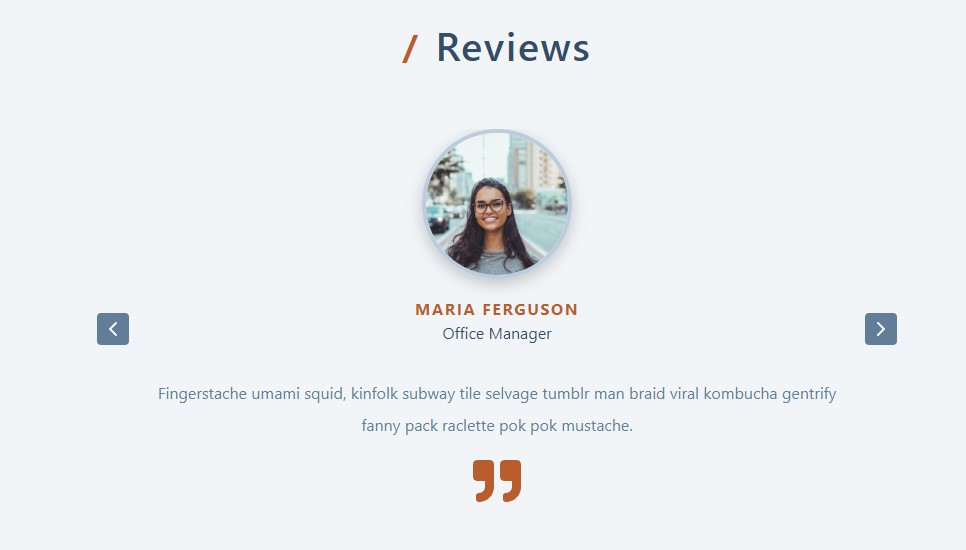 / Reviews
MARIA FERGUSON
Office Manager
Fingerstache umami squid, kinfolk subway tile selvage tumblr man braid viral kombucha gentrify
fanny pack raclette pok pok mustache.